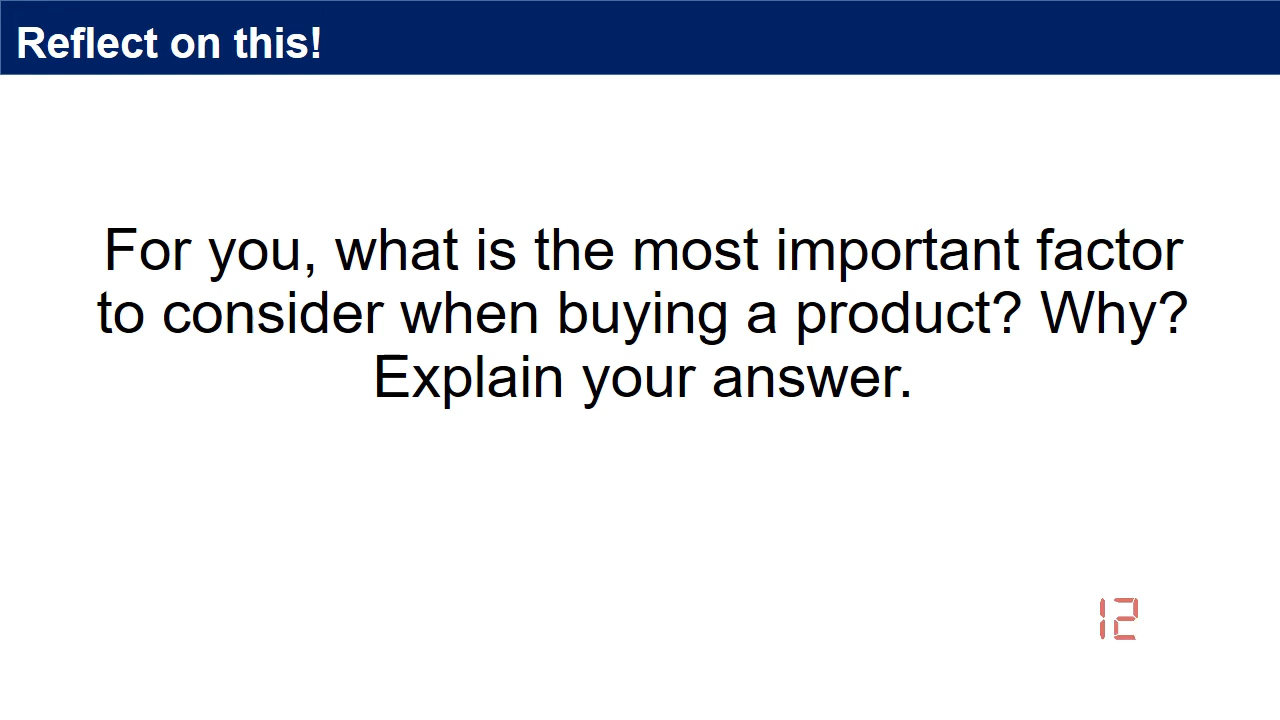 Reflect on this!
For you, what is the most important factor
to consider when buying a product? Why?
Explain your answer.
12